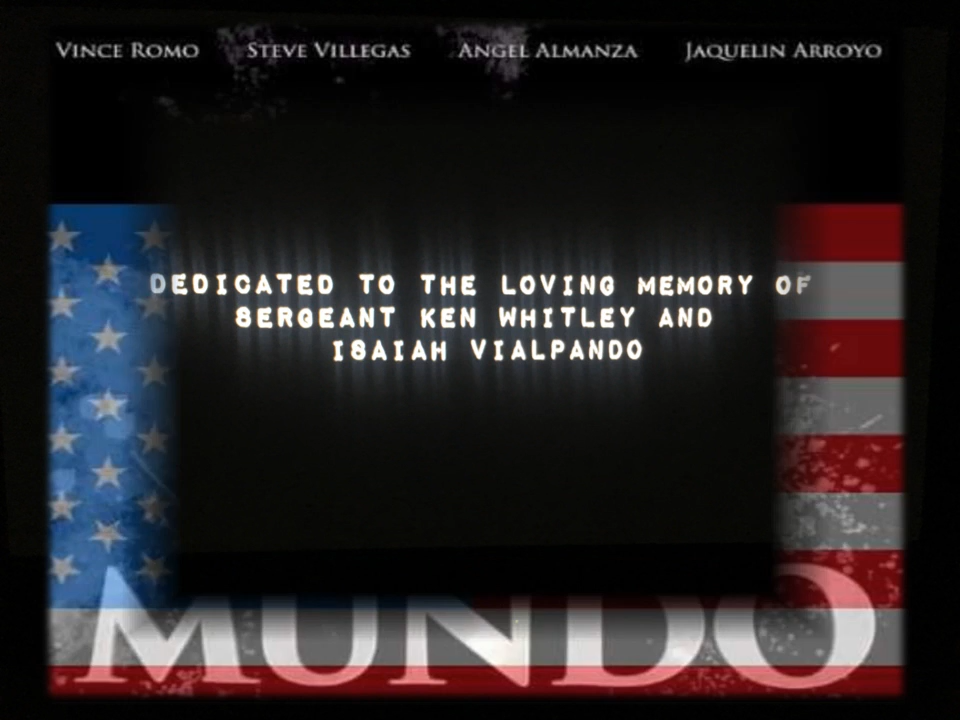 VINCE ROMO STEVE VILLEGAS ANGEL ALMANZA JAQUELIN ARROYO
DEDICATED TO THE LOVING MEMORY OF
SERGEANT KEN WHITLEY AND
ISAIAH VIALPANDO
MUNDO